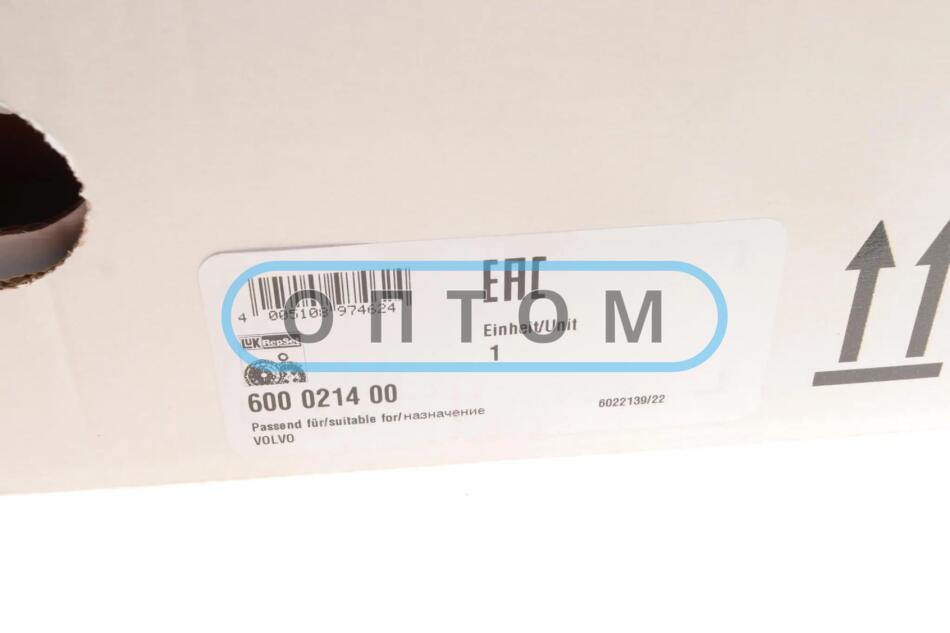 EAC
4 005108 974624
ОПТОМ
Einheit/Unit
1
LUK RepSet
600 0214 00
Passend für/suitable for/назначение
VOLVO
6022139/22